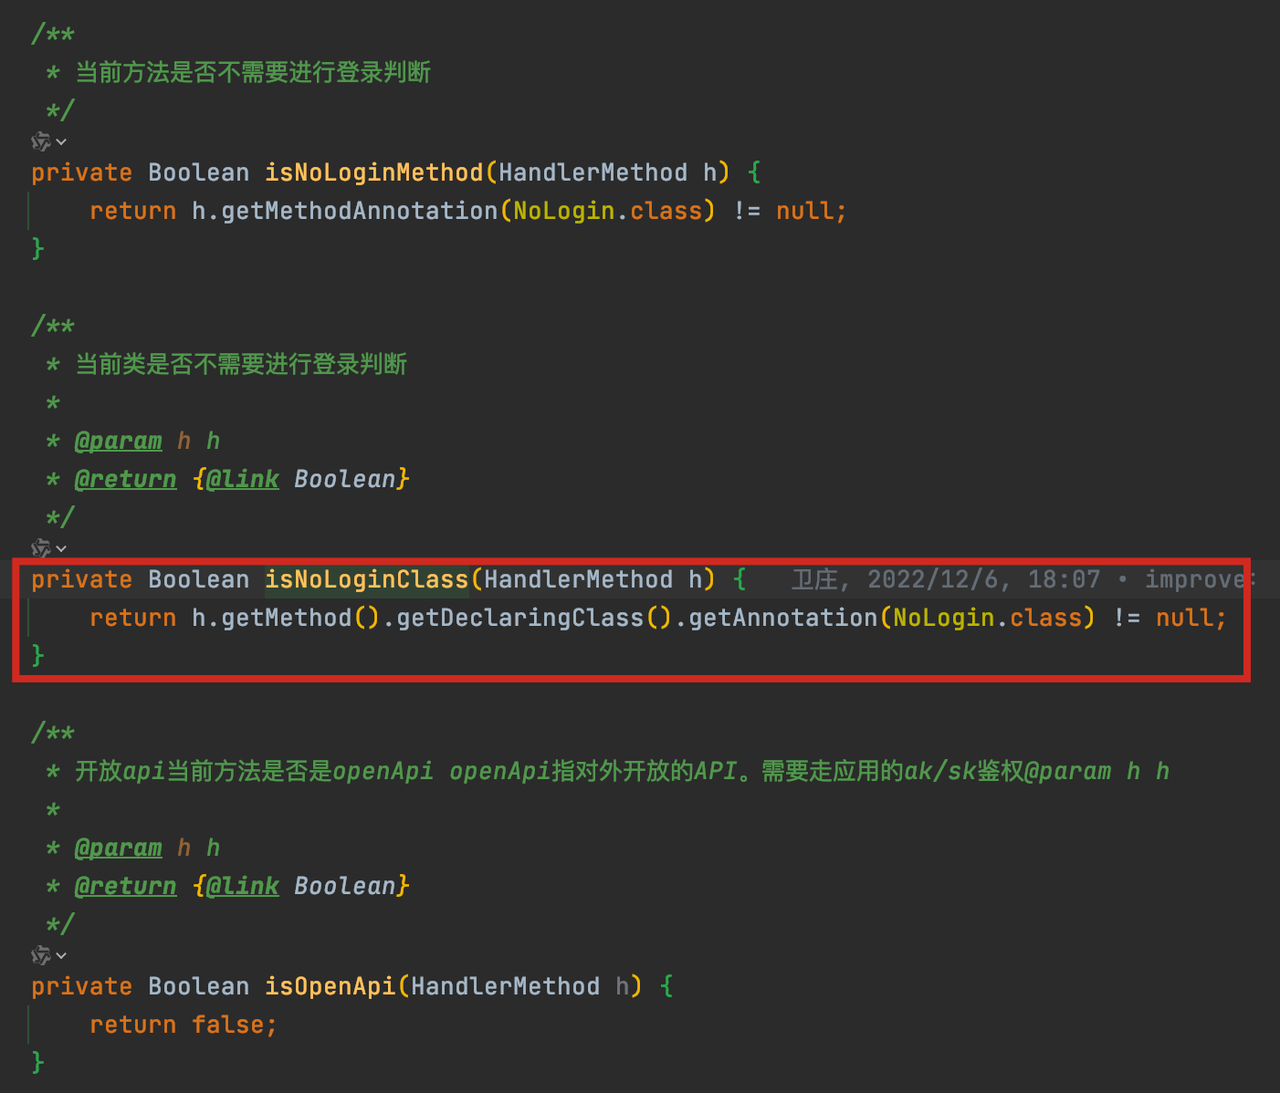 /**
 * 当前方法是否不需要进行登录判断
 */
private Boolean isNoLoginMethod(HandlerMethod h) {
    return h.getMethodAnnotation(NoLogin.class) != null;
}
/**
 * 当前类是否不需要进行登录判断
 *
 * @param h h
 * @return {@link Boolean}
 */
private Boolean isNoLoginClass(HandlerMethod h) {    卫庄, 2022/12/6, 18:07 • improve:
    return h.getMethod().getDeclaringClass().getAnnotation(NoLogin.class) != null;
}
/**
 * 开放api当前方法是否是openApi openApi指对外开放的API。需要走应用的ak/sk鉴权@param h h
 *
 * @param h h
 * @return {@link Boolean}
 */
private Boolean isOpenApi(HandlerMethod h) {
    return false;
}